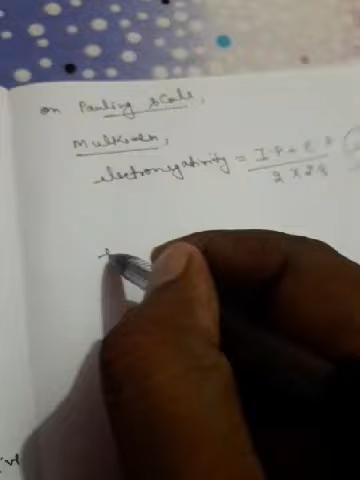 on Pauling scale,
Mulliken,
electronegativity = I.P + E.A
2 × 2.8